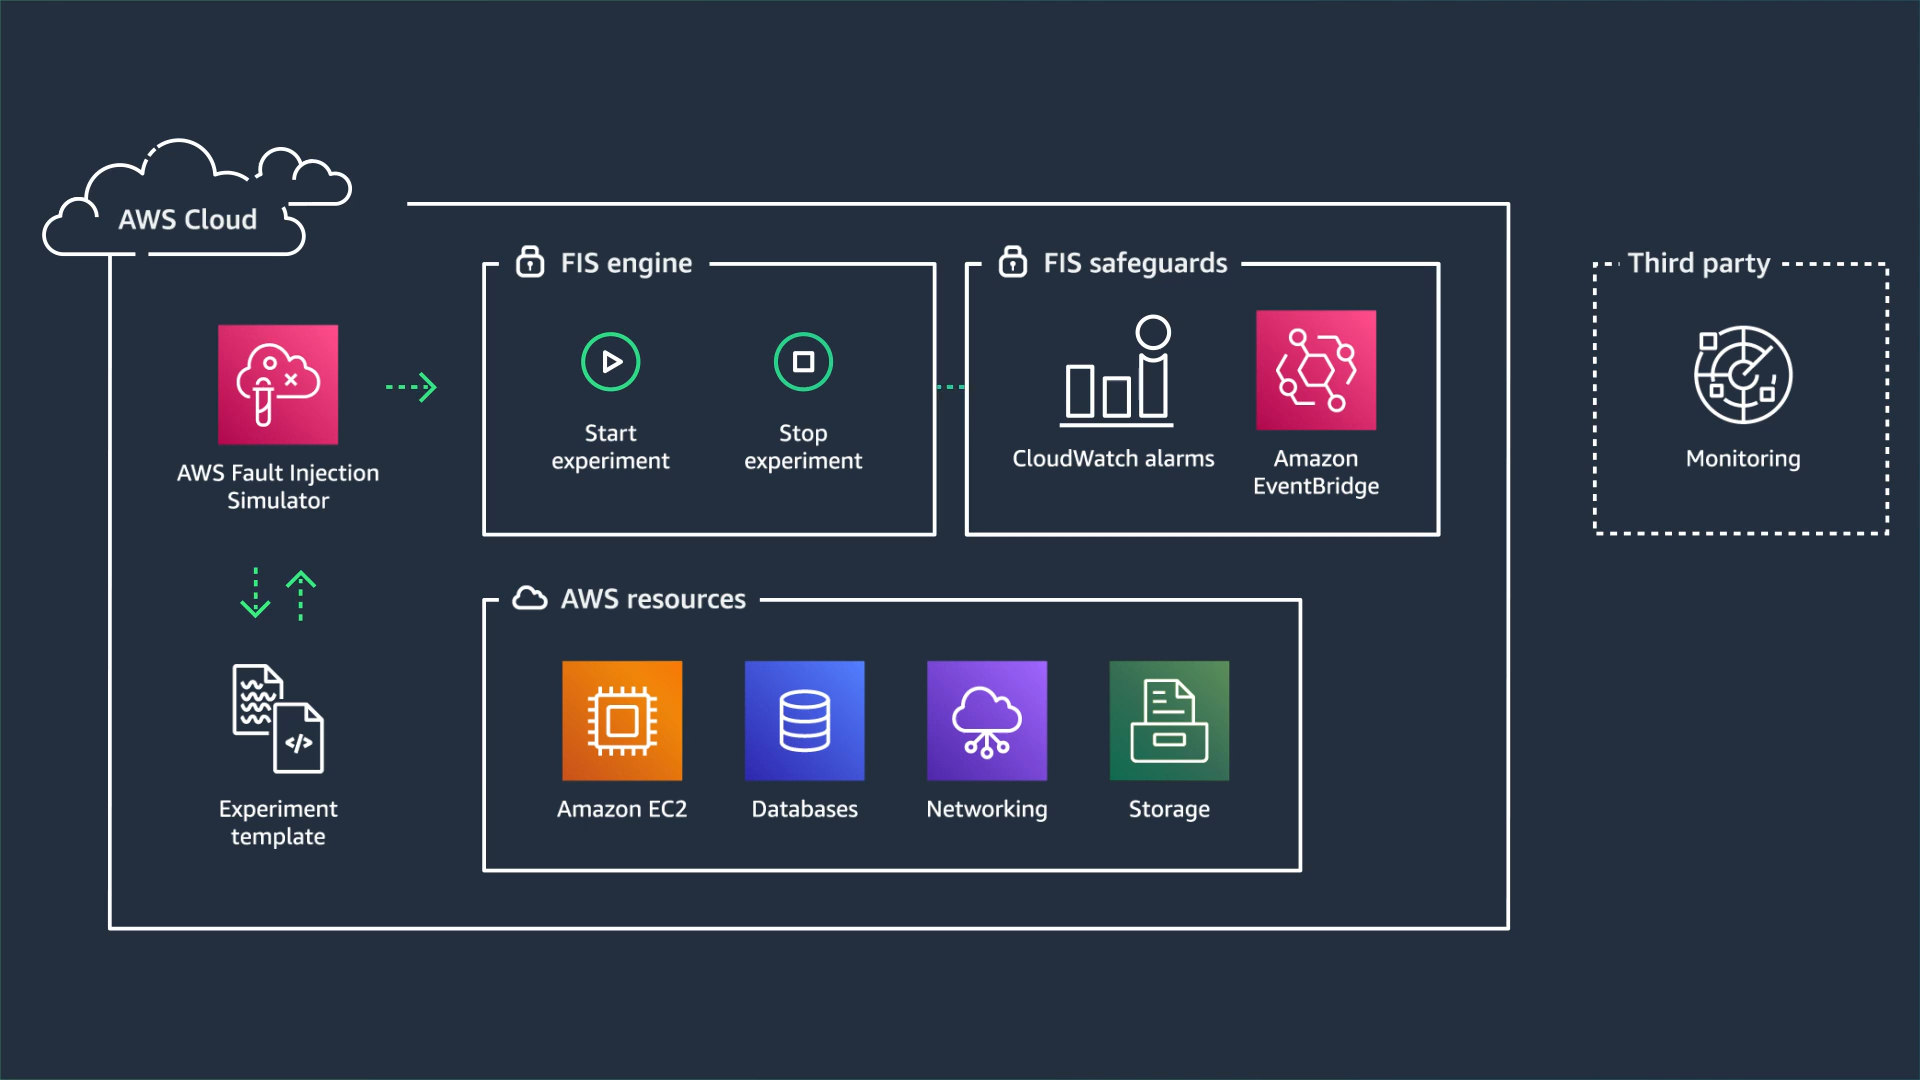 AWS Cloud
FIS engine
FIS safeguards
Third party
Start
experiment
Stop
experiment
CloudWatch alarms
Amazon
EventBridge
Monitoring
AWS Fault Injection
Simulator
AWS resources
</>
Experiment
template
Amazon EC2
Databases
Networking
Storage